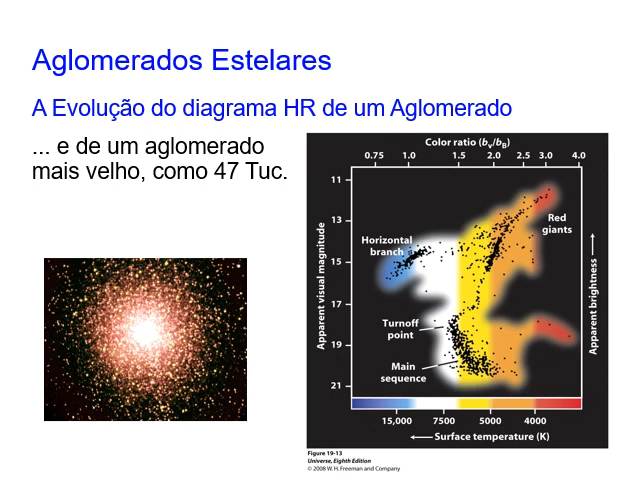 Aglomerados Estelares
A Evolução do diagrama HR de um Aglomerado
... e de um aglomerado
mais velho, como 47 Tuc.
Color ratio (bV/bB)
0.75 1.0 1.5 2.0 2.5 3.0 4.0
Apparent visual magnitude
11
13
15
17
19
21
Red
giants
Horizontal
branch
Turnoff
point
Main
sequence
Apparent brightness →
15,000 7500 5000 4000
← Surface temperature (K)
Figure 19-13
Universe, Eighth Edition
© 2008 W. H. Freeman and Company